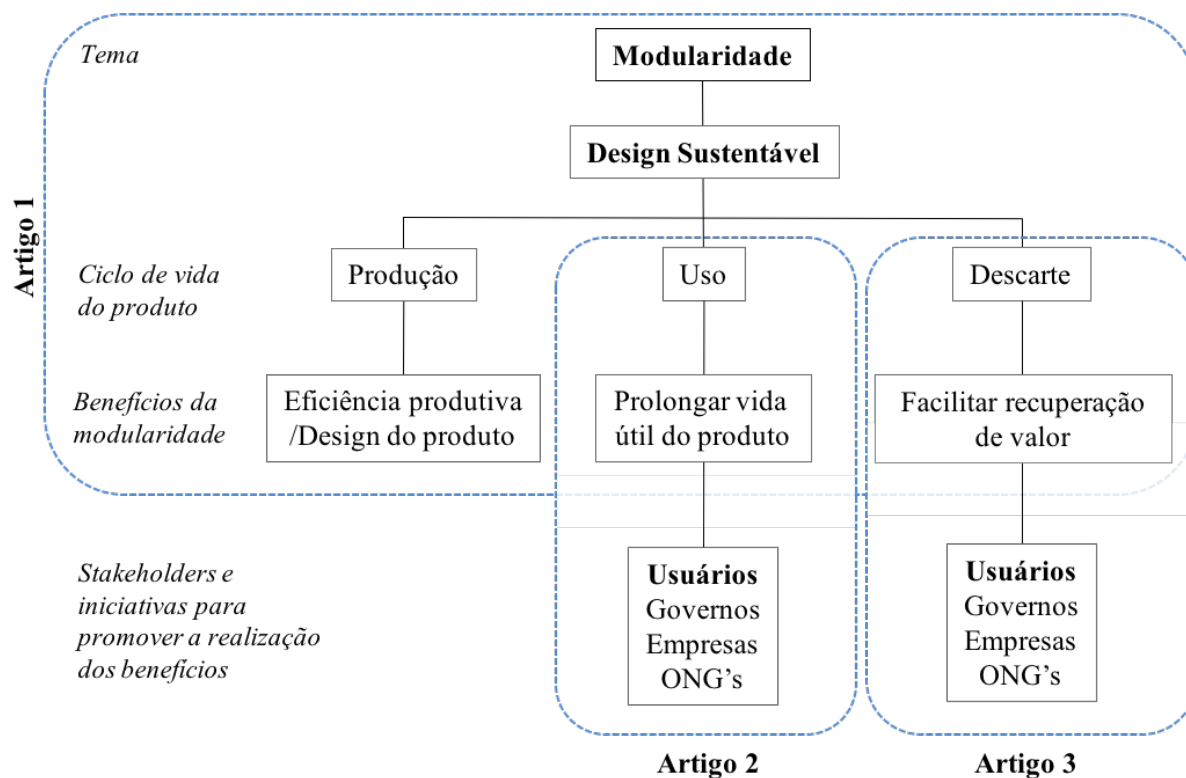 Tema
Modularidade
Design Sustentável
Artigo 1
Ciclo de vida
do produto
Produção
Uso
Descarte
Benefícios da
modularidade
Eficiência produtiva
/Design do produto
Prolongar vida
útil do produto
Facilitar recuperação
de valor
Stakeholders e
iniciativas para
promover a realização
dos benefícios
Usuários
Governos
Empresas
ONG's
Usuários
Governos
Empresas
ONG's
Artigo 2
Artigo 3